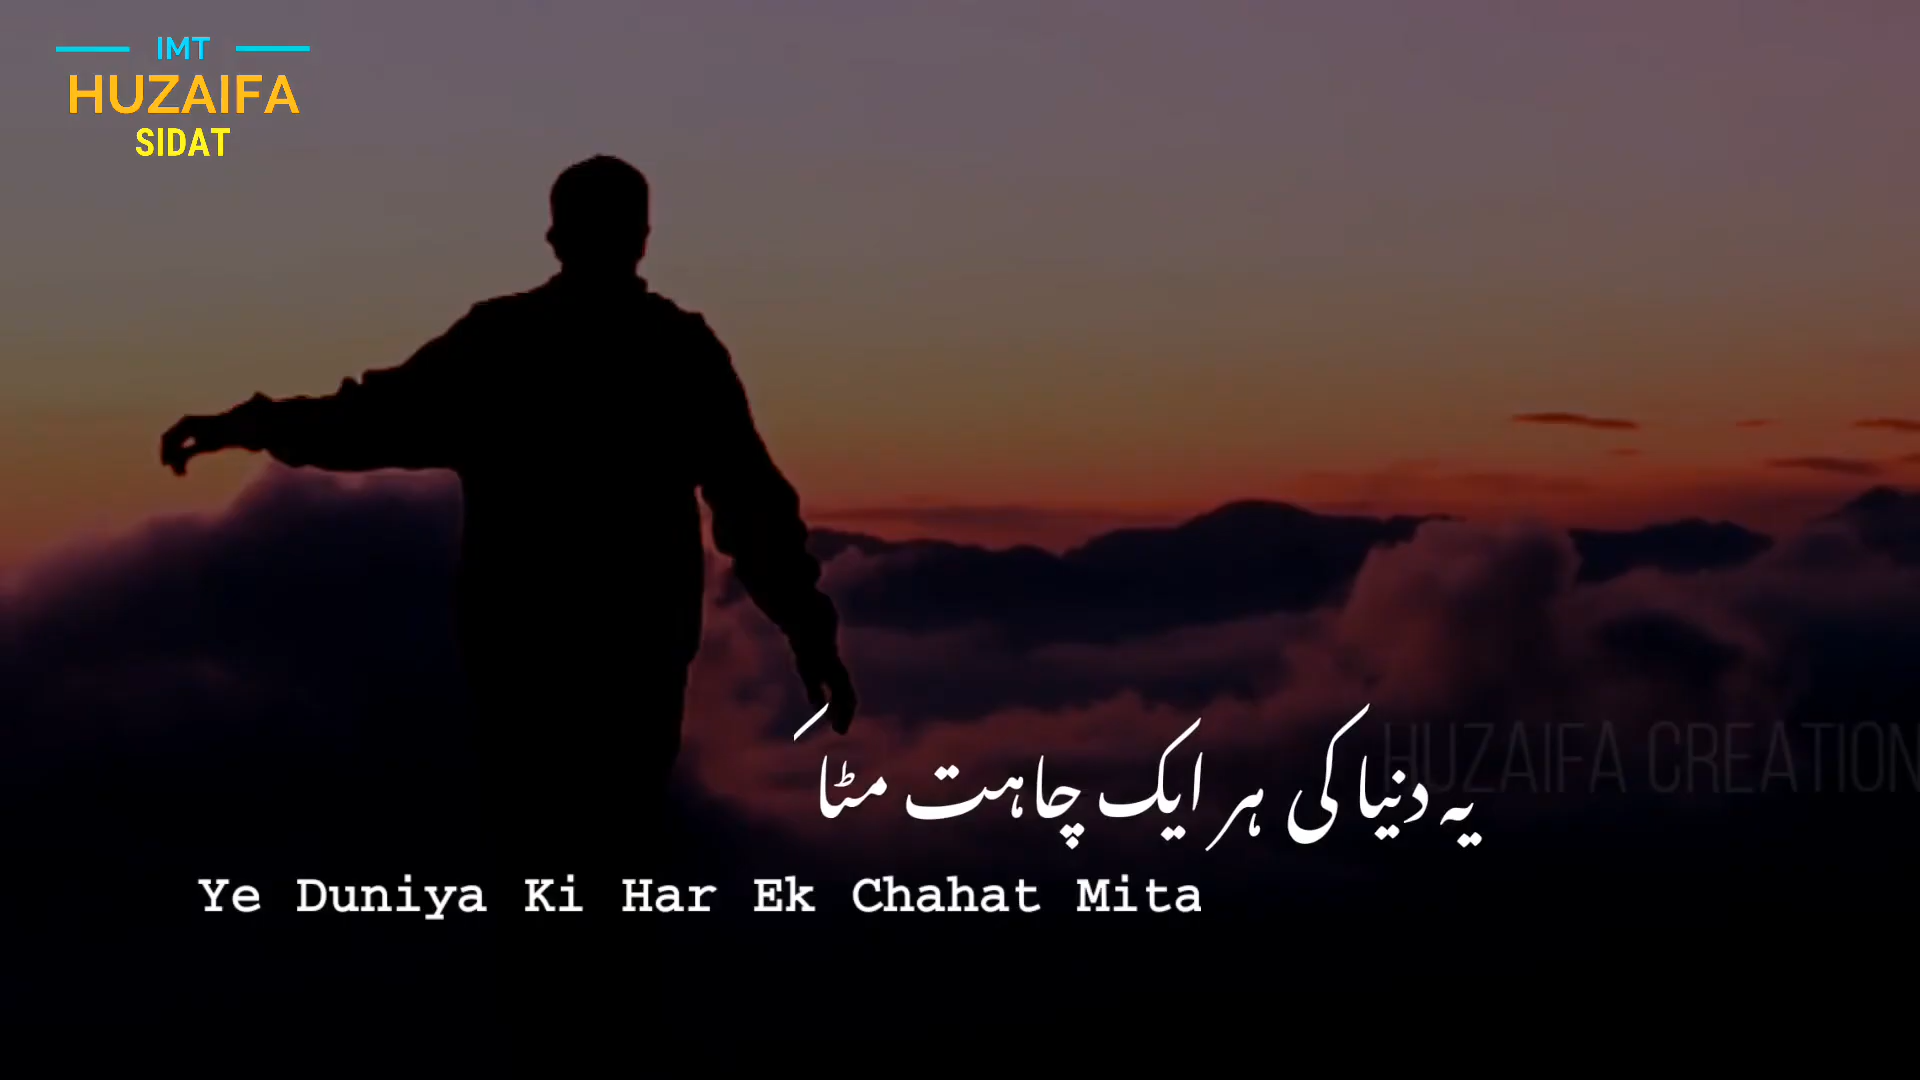 IMT
HUZAIFA
SIDAT
HUZAIFA CREATION
یہ دنیا کی ہر ایک چاہت مٹا
Ye Duniya Ki Har Ek Chahat Mita